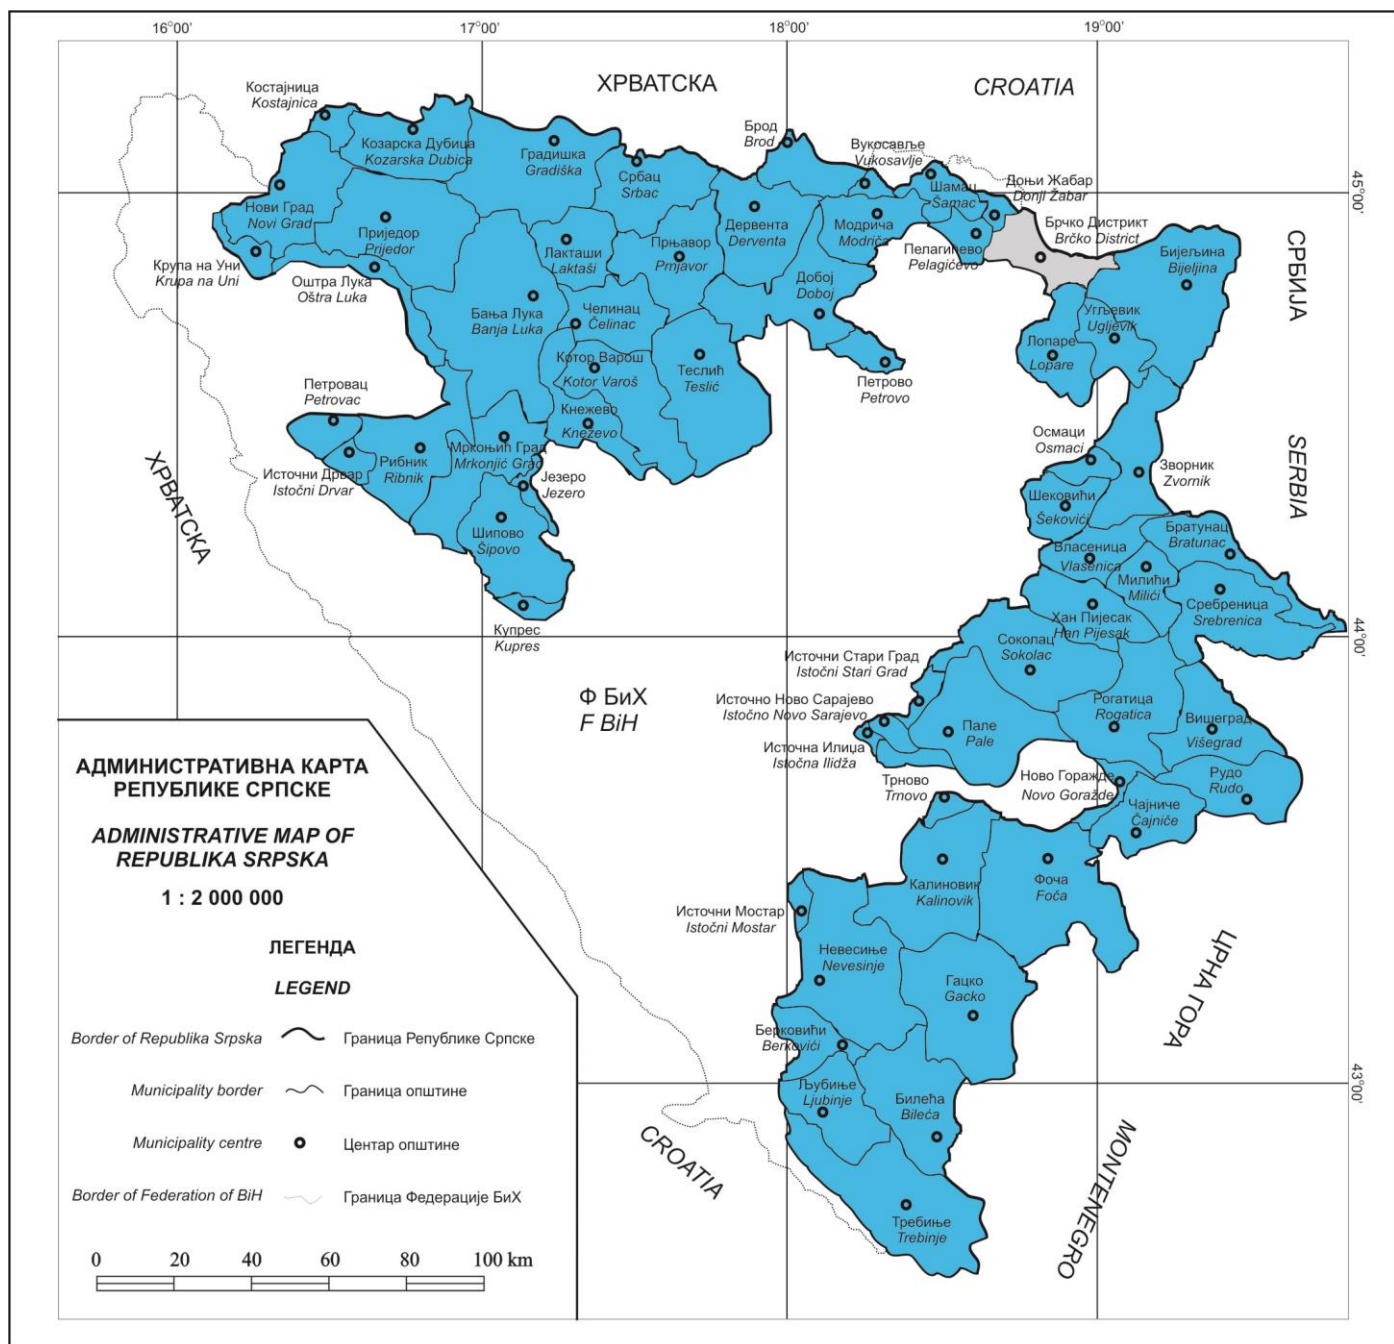 16°00'
17°00'
18°00'
19°00'
ХРВАТСКА
CROATIA
Костајница
Kostajnica
Козарска Дубица
Kozarska Dubica
Градишка
Gradiška
Србац
Srbac
Брод
Brod
Вукосавље
Vukosavlje
Шамац
Šamac
Доњи Жабар
Donji Žabar
45°00'
Нови Град
Novi Grad
Приједор
Prijedor
Лакташи
Laktaši
Прњавор
Prnjavor
Дервента
Derventa
Модрича
Modriča
Пелагићево
Pelagićevo
Брчко Дистрикт
Brčko District
Бијељина
Bijeljina
СРБИЈА
Крупа на Уни
Krupa na Uni
Оштра Лука
Oštra Luka
Бања Лука
Banja Luka
Челинац
Čelinac
Добој
Doboj
Угљевик
Ugljevik
Лопаре
Lopare
Котор Варош
Kotor Varoš
Теслић
Teslić
Петрово
Petrovo
Петровац
Petrovac
Кнежево
Kneževo
Осмаци
Osmaci
SERBIA
ХРВАТСКА
Источни Дрвар
Istočni Drvar
Рибник
Ribnik
Мркоњић Град
Mrkonjić Grad
Језеро
Jezero
Зворник
Zvornik
Шековићи
Šekovići
Шипово
Šipovo
Братунац
Bratunac
Власеница
Vlasenica
Милићи
Milići
Сребреница
Srebrenica
Хан Пијесак
Han Pijesak
44°00'
Купрес
Kupres
Соколац
Sokolac
Источни Стари Град
Istočni Stari Grad
Ф БиХ
F BiH
Источно Ново Сарајево
Istočno Novo Sarajevo
Рогатица
Rogatica
Вишеград
Višegrad
Пале
Pale
Источна Илиџа
Istočna Ilidža
Трново
Trnovo
Ново Горажде
Novo Goražde
Рудо
Rudo
Чајниче
Čajniče
Калиновик
Kalinovik
Фоча
Foča
Источни Мостар
Istočni Mostar
Невесиње
Nevesinje
Гацко
Gacko
ЦРНА ГОРА
Берковићи
Berkovići
43°00'
Љубиње
Ljubinje
Билећа
Bileća
CROATIA
MONTENEGRO
Требиње
Trebinje
АДМИНИСТРАТИВНА КАРТА
РЕПУБЛИКЕ СРПСКЕ
ADMINISTRATIVE MAP OF
REPUBLIKA SRPSKA
1 : 2 000 000
ЛЕГЕНДА
LEGEND
Border of Republika Srpska Граница Републике Српске
Municipality border Граница општине
Municipality centre Центар општине
Border of Federation of BiH Граница Федерације БиХ
0 20 40 60 80 100 km